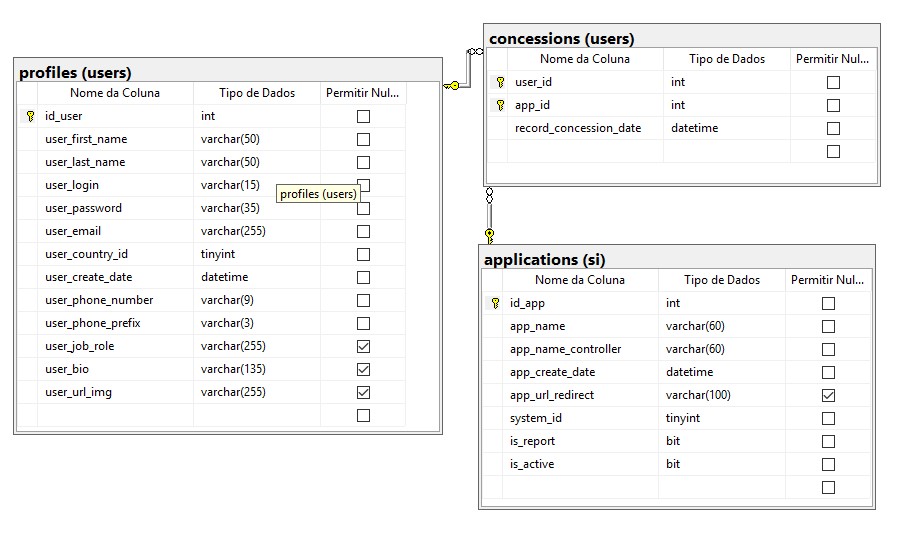 profiles (users)
Nome da Coluna Tipo de Dados Permitir Nul...
id_user int
user_first_name varchar(50)
user_last_name varchar(50)
user_login varchar(15)
profiles (users)
user_password varchar(35)
user_email varchar(255)
user_country_id tinyint
user_create_date datetime
user_phone_number varchar(9)
user_phone_prefix varchar(3)
user_job_role varchar(255)
user_bio varchar(135)
user_url_img varchar(255)
concessions (users)
Nome da Coluna Tipo de Dados Permitir Nul...
user_id int
app_id int
record_concession_date datetime
applications (si)
Nome da Coluna Tipo de Dados Permitir Nul...
id_app int
app_name varchar(60)
app_name_controller varchar(60)
app_create_date datetime
app_url_redirect varchar(100)
system_id tinyint
is_report bit
is_active bit